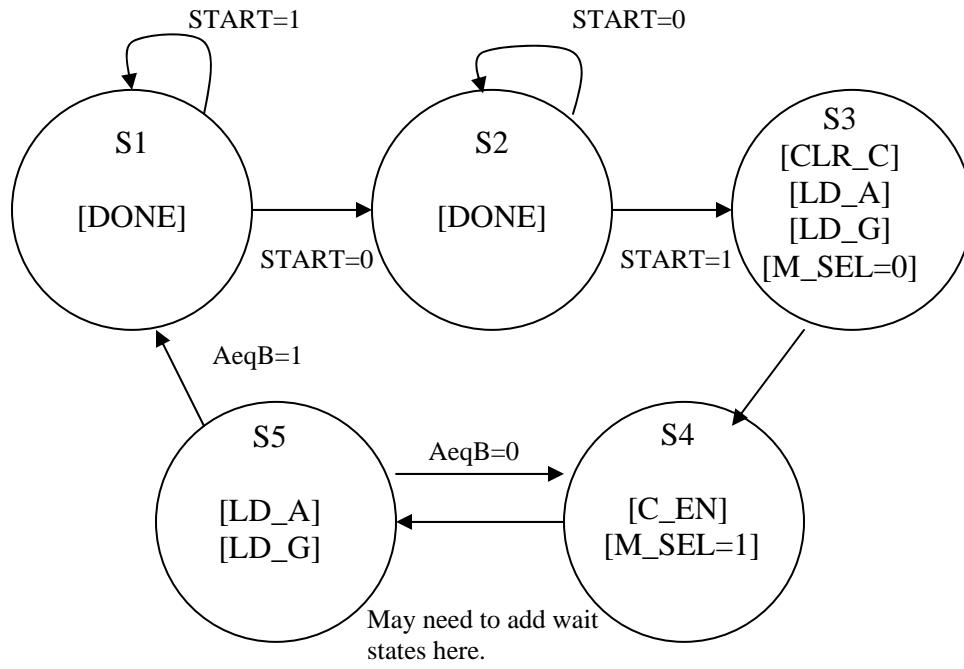 START=1
START=0
S1
[DONE]
START=0
S2
[DONE]
START=1
S3
[CLR_C]
[LD_A]
[LD_G]
[M_SEL=0]
AeqB=1
S5
[LD_A]
[LD_G]
AeqB=0
S4
[C_EN]
[M_SEL=1]
May need to add wait
states here.